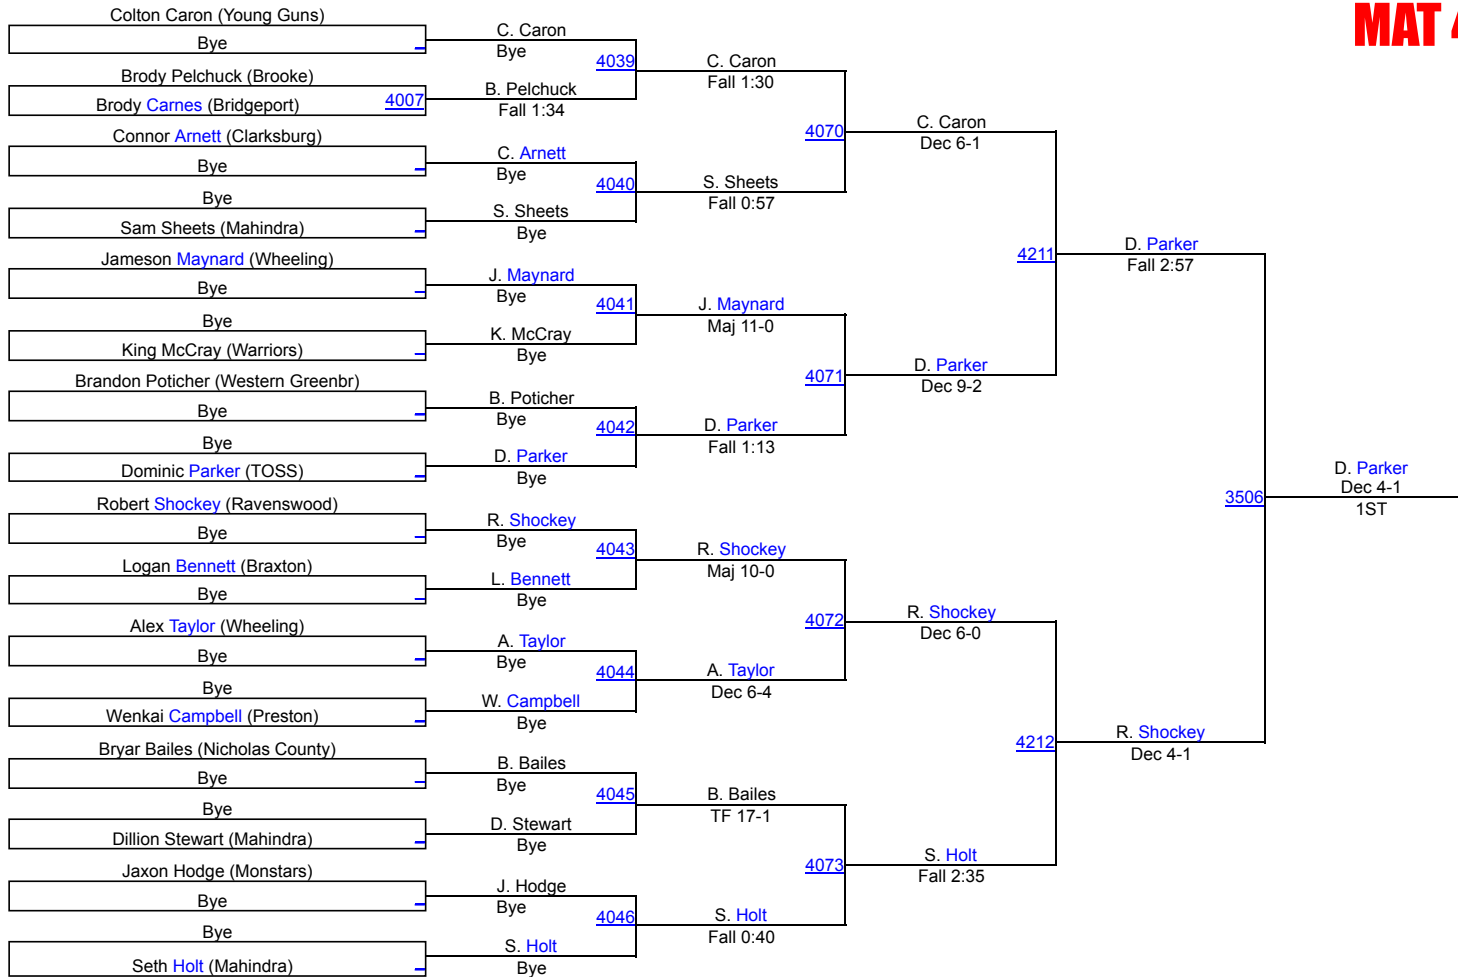 MAT 4
Colton Caron (Young Guns)
Bye
C. Caron
Bye
4039
C. Caron
Fall 1:30
Brody Pelchuck (Brooke)
Brody Carnes (Bridgeport)
4007
B. Pelchuck
Fall 1:34
4070
C. Caron
Dec 6-1
Connor Arnett (Clarksburg)
Bye
C. Arnett
Bye
4040
S. Sheets
Fall 0:57
Bye
Sam Sheets (Mahindra)
S. Sheets
Bye
4211
D. Parker
Fall 2:57
Jameson Maynard (Wheeling)
Bye
J. Maynard
Bye
4041
J. Maynard
Maj 11-0
Bye
King McCray (Warriors)
K. McCray
Bye
4071
D. Parker
Dec 9-2
Brandon Poticher (Western Greenbr)
Bye
B. Poticher
Bye
4042
D. Parker
Fall 1:13
Bye
Dominic Parker (TOSS)
D. Parker
Bye
3506
D. Parker
Dec 4-1
1ST
Robert Shockey (Ravenswood)
Bye
R. Shockey
Bye
4043
R. Shockey
Maj 10-0
Logan Bennett (Braxton)
Bye
L. Bennett
Bye
4072
R. Shockey
Dec 6-0
Alex Taylor (Wheeling)
Bye
A. Taylor
Bye
4044
A. Taylor
Dec 6-4
Bye
Wenkai Campbell (Preston)
W. Campbell
Bye
4212
R. Shockey
Dec 4-1
Bryar Bailes (Nicholas County)
Bye
B. Bailes
Bye
4045
B. Bailes
TF 17-1
Bye
Dillion Stewart (Mahindra)
D. Stewart
Bye
4073
S. Holt
Fall 2:35
Jaxon Hodge (Monstars)
Bye
J. Hodge
Bye
4046
S. Holt
Fall 0:40
Bye
Seth Holt (Mahindra)
S. Holt
Bye